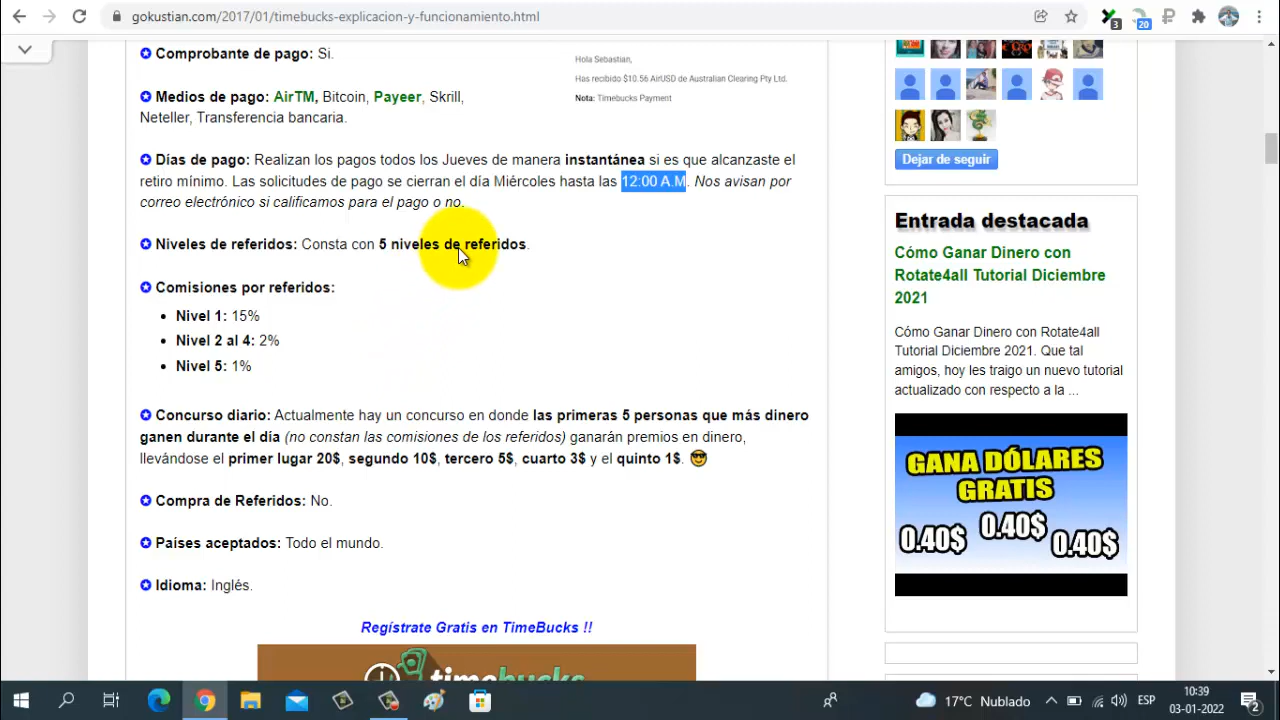 gokustian.com/2017/01/timebucks-explicacion-y-funcionamiento.html
3
20
Comprobante de pago: Si.
Hola Sebastian,
Has recibido $10.56 AirUSD de Australian Clearing Pty Ltd.
Nota: Timebucks Payment
Medios de pago: AirTM, Bitcoin, Payeer, Skrill,
Neteller, Transferencia bancaria.
Días de pago: Realizan los pagos todos los Jueves de manera instantánea si es que alcanzaste el
retiro mínimo. Las solicitudes de pago se cierran el día Miércoles hasta las 12:00 A.M. Nos avisan por
correo electrónico si calificamos para el pago o no.
Niveles de referidos: Consta con 5 niveles de referidos.
Comisiones por referidos:
Nivel 1: 15%
Nivel 2 al 4: 2%
Nivel 5: 1%
Concurso diario: Actualmente hay un concurso en donde las primeras 5 personas que más dinero
ganen durante el día (no constan las comisiones de los referidos) ganarán premios en dinero,
llevándose el primer lugar 20$, segundo 10$, tercero 5$, cuarto 3$ y el quinto 1$.
Compra de Referidos: No.
Países aceptados: Todo el mundo.
Idioma: Inglés.
Regístrate Gratis en TimeBucks !!
timebucks
Dejar de seguir
Entrada destacada
Cómo Ganar Dinero con
Rotate4all Tutorial Diciembre
2021
Cómo Ganar Dinero con Rotate4all
Tutorial Diciembre 2021. Que tal
amigos, hoy les traigo un nuevo tutorial
actualizado con respecto a la ...
GANA DÓLARES
GRATIS
0.40$ 0.40$ 0.40$
17°C Nublado
ESP
10:39
03-01-2022
2